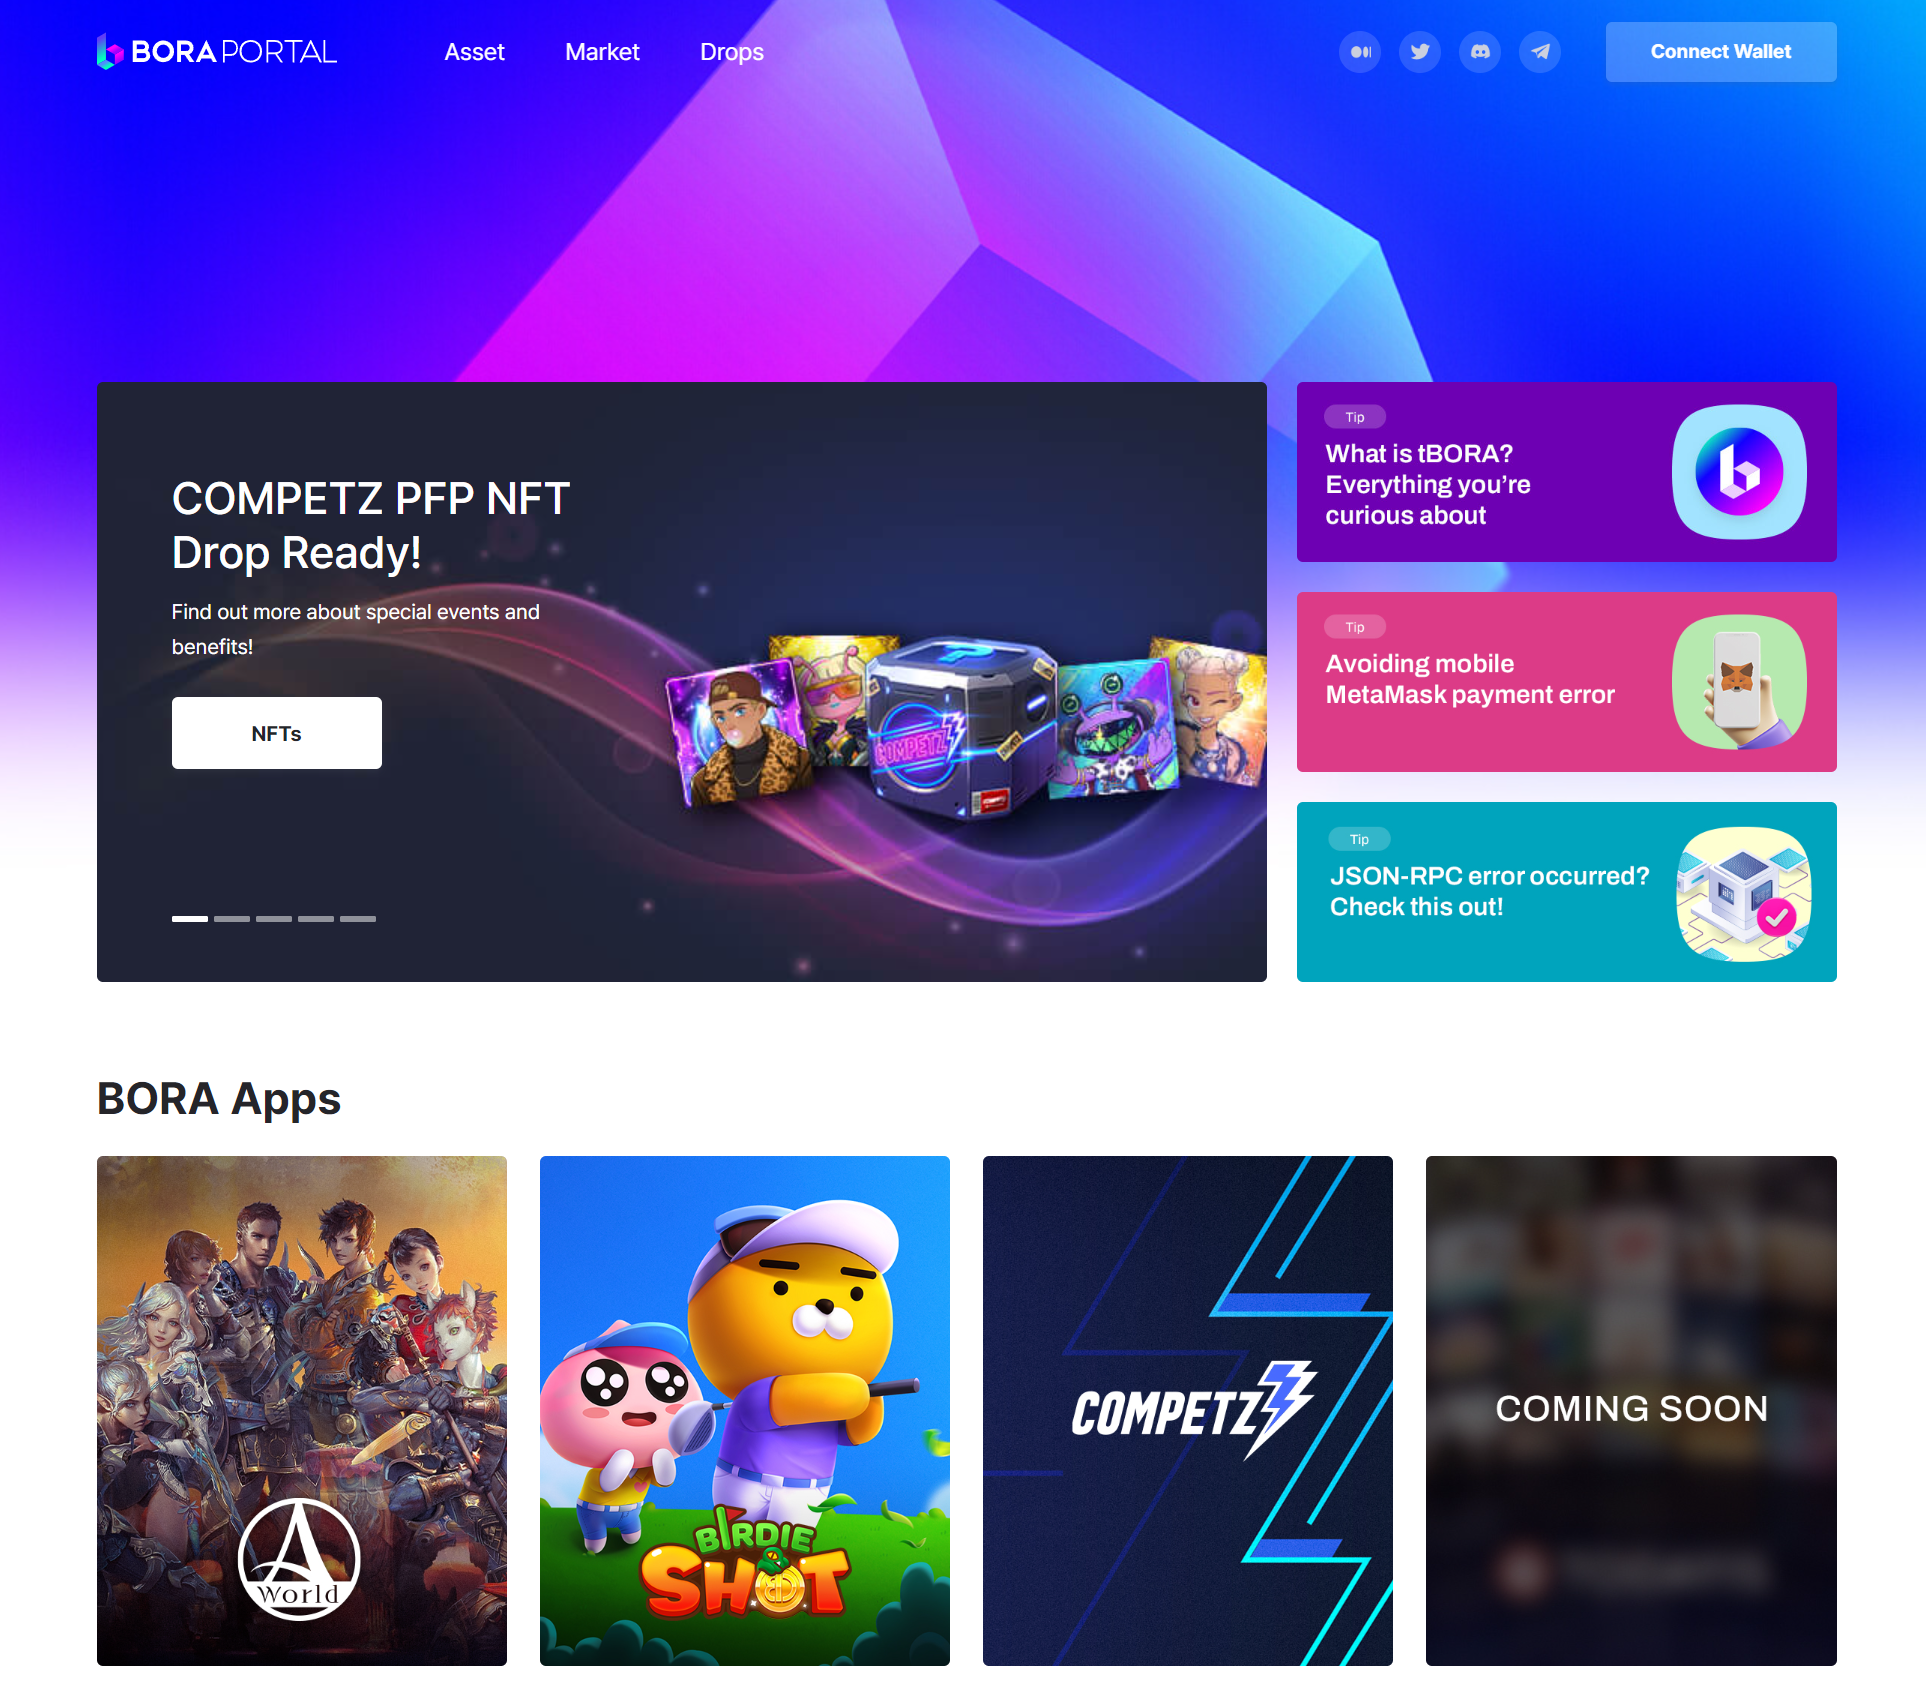 BORA PORTAL
Asset
Market
Drops
Connect Wallet
COMPETZ PFP NFT
Drop Ready!
Find out more about special events and
benefits!
NFTs
COMPETZ
Tip
What is tBORA?
Everything you're
curious about
Tip
Avoiding mobile
MetaMask payment error
Tip
JSON-RPC error occurred?
Check this out!
BORA Apps
A
World
BIRDIE
SHOT
COMPETZ
COMING SOON